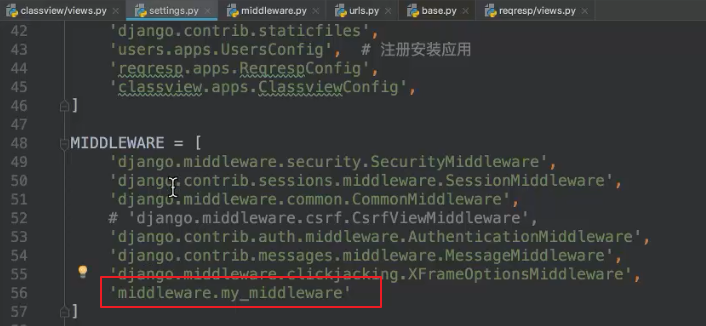 classview/views.py × settings.py × middleware.py × urls.py × base.py × reqresp/views.py ×
42 'django.contrib.staticfiles',
43 'users.apps.UsersConfig', # 注册安装应用
44 'reqresp.apps.ReqrespConfig',
45 'classview.apps.ClassviewConfig',
46 ]
47
48 MIDDLEWARE = [
49 'django.middleware.security.SecurityMiddleware',
50 'django.contrib.sessions.middleware.SessionMiddleware',
51 'django.middleware.common.CommonMiddleware',
52 # 'django.middleware.csrf.CsrfViewMiddleware',
53 'django.contrib.auth.middleware.AuthenticationMiddleware',
54 'django.contrib.messages.middleware.MessageMiddleware',
55 'django.middleware.clickjacking.XFrameOptionsMiddleware',
56 'middleware.my_middleware'
57 ]